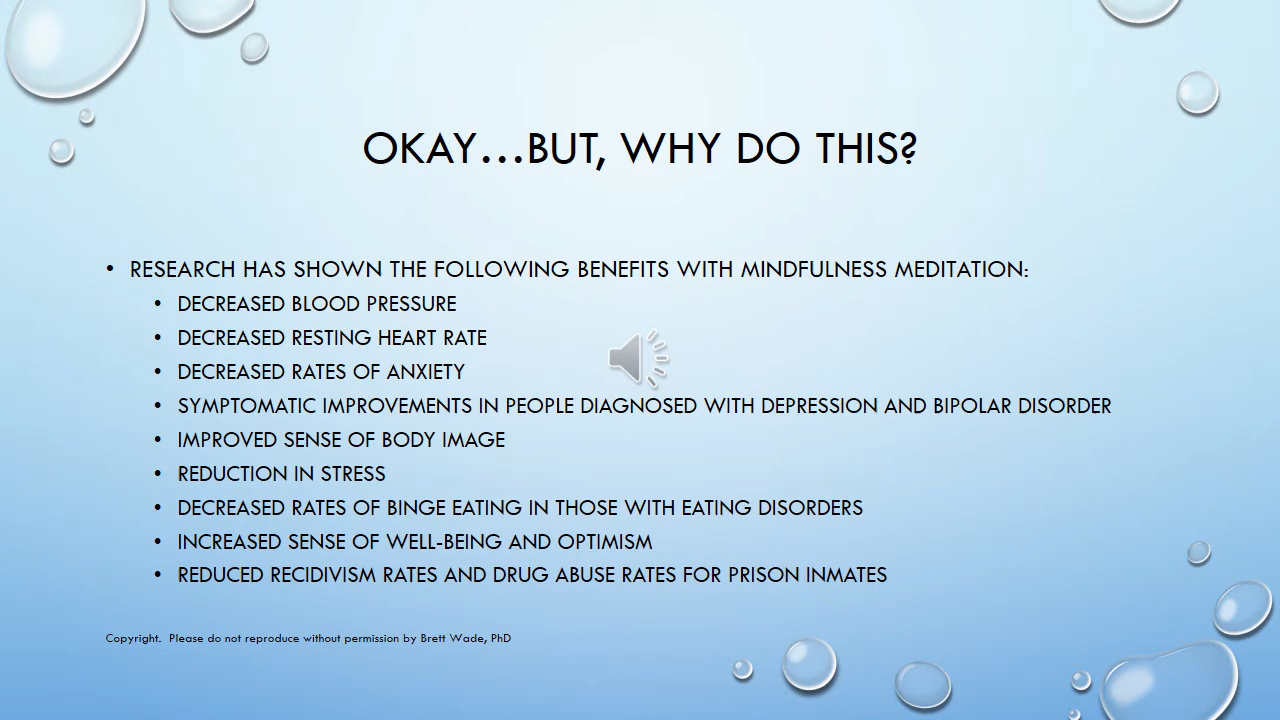 OKAY...BUT, WHY DO THIS?
• RESEARCH HAS SHOWN THE FOLLOWING BENEFITS WITH MINDFULNESS MEDITATION:
• DECREASED BLOOD PRESSURE
• DECREASED RESTING HEART RATE
• DECREASED RATES OF ANXIETY
• SYMPTOMATIC IMPROVEMENTS IN PEOPLE DIAGNOSED WITH DEPRESSION AND BIPOLAR DISORDER
• IMPROVED SENSE OF BODY IMAGE
• REDUCTION IN STRESS
• DECREASED RATES OF BINGE EATING IN THOSE WITH EATING DISORDERS
• INCREASED SENSE OF WELL-BEING AND OPTIMISM
• REDUCED RECIDIVISM RATES AND DRUG ABUSE RATES FOR PRISON INMATES
Copyright.  Please do not reproduce without permission by Brett Wade, PhD